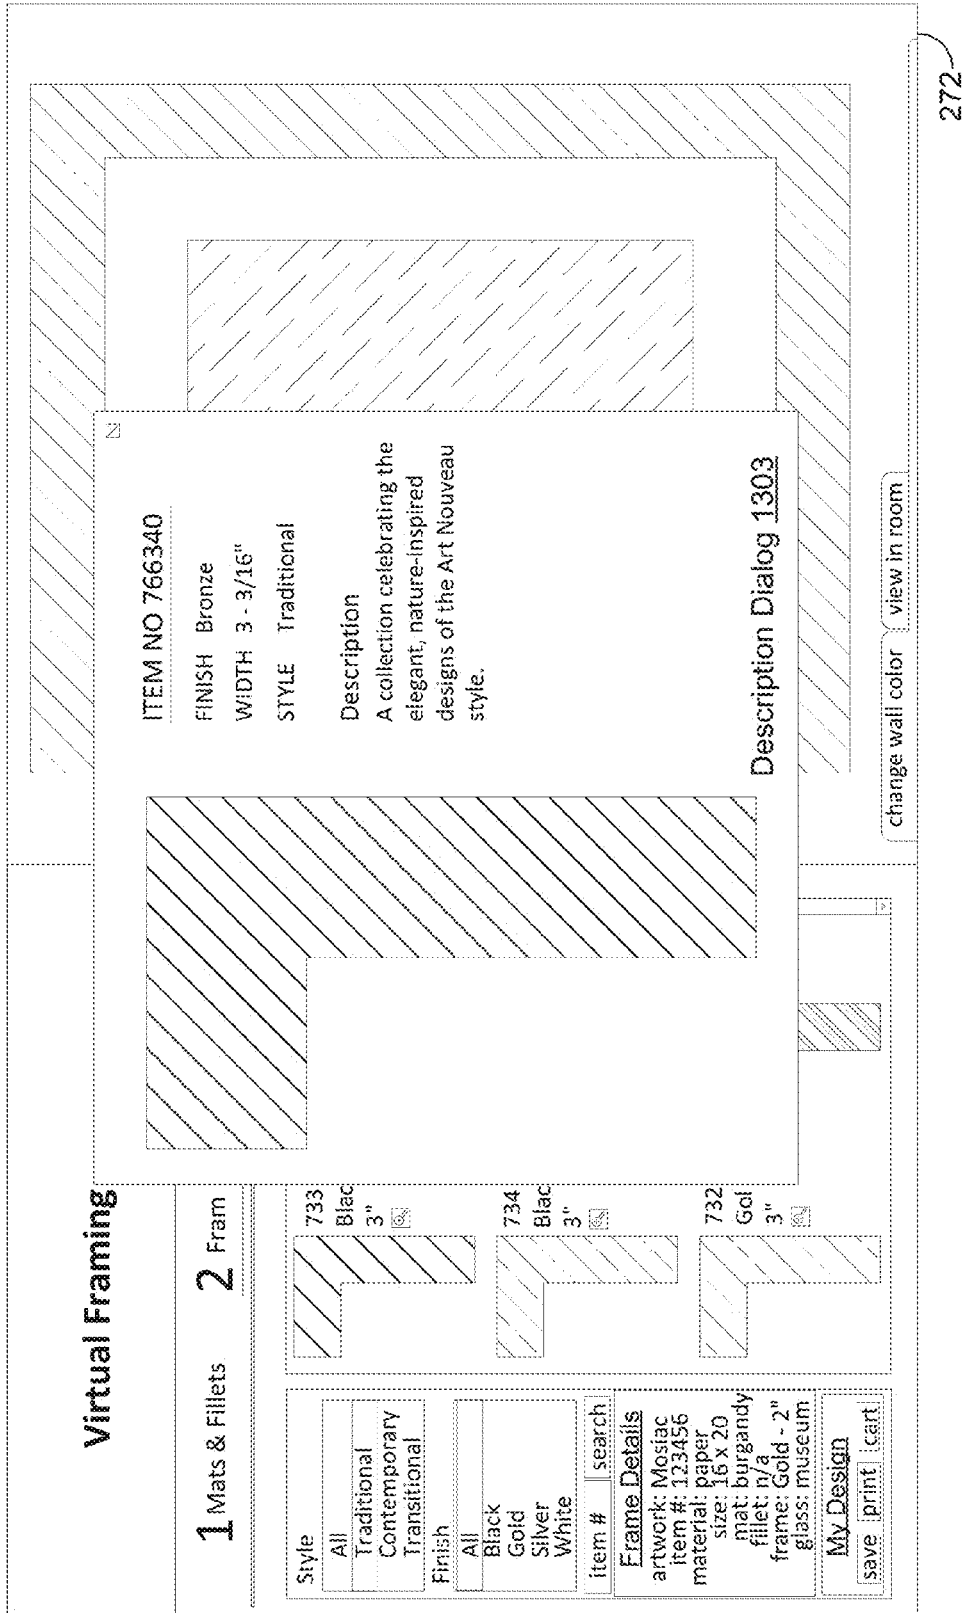 Virtual Framing
1 Mats & Fillets
2 Fram
Style
All
Traditional
Contemporary
Transitional
Finish
All
Black
Gold
Silver
White
item #
search
Frame Details
artwork: Mosiac
item #: 123456
material: paper
size: 16 x 20
mat: burgandy
fillet: n/a
frame: Gold - 2"
glass: museum
My Design
save
print
cart
733
Blac
3"
734
Blac
3"
732
Gol
3"
ITEM NO 766340
FINISH Bronze
WIDTH 3 - 3/16"
STYLE Traditional
Description
A collection celebrating the
elegant, nature-inspired
designs of the Art Nouveau
style.
Description Dialog 1303
change wall color
view in room
272